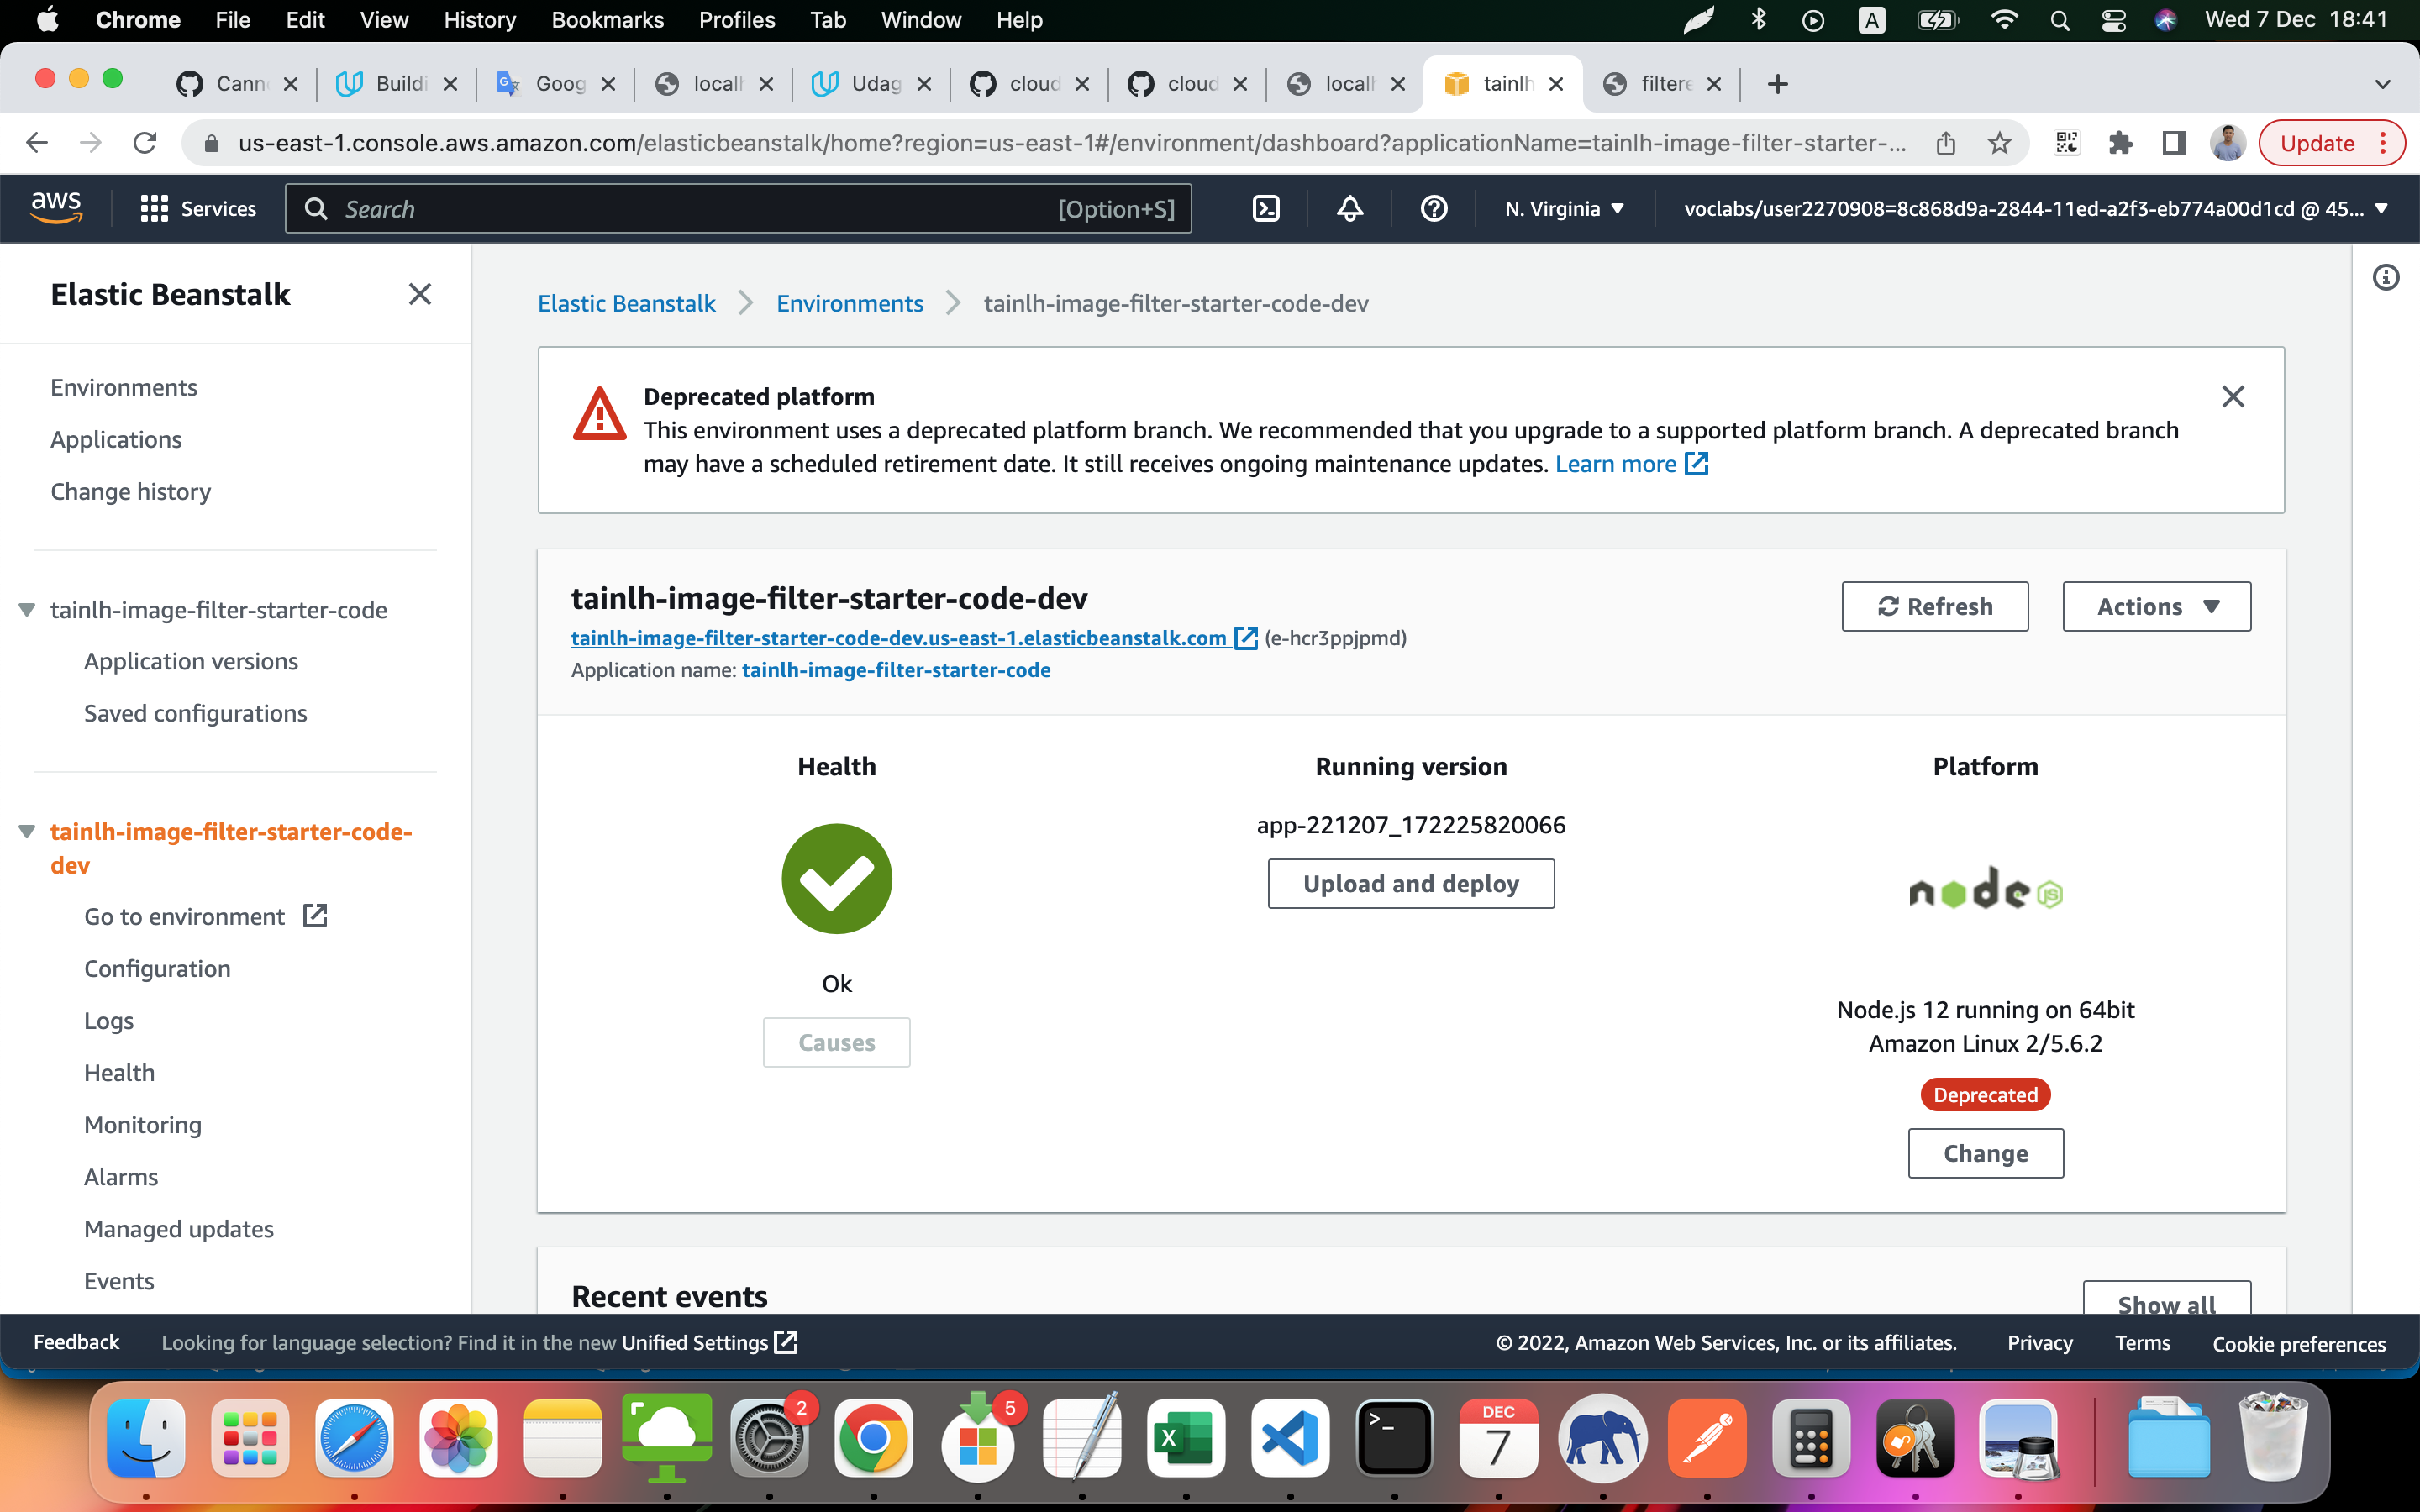 Chrome File Edit View History Bookmarks Profiles Tab Window Help A Wed 7 Dec 18:41
Cann Buildi Goog localh Udag cloud cloud localh tainlh filtere
us-east-1.console.aws.amazon.com/elasticbeanstalk/home?region=us-east-1#/environment/dashboard?applicationName=tainlh-image-filter-starter-... Update
aws Services Search [Option+S] N. Virginia voclabs/user2270908=8c868d9a-2844-11ed-a2f3-eb774a00d1cd @ 45...
Elastic Beanstalk
Environments
Applications
Change history
tainlh-image-filter-starter-code
Application versions
Saved configurations
tainlh-image-filter-starter-code-
dev
Go to environment
Configuration
Logs
Health
Monitoring
Alarms
Managed updates
Events
Elastic Beanstalk Environments tainlh-image-filter-starter-code-dev
Deprecated platform
This environment uses a deprecated platform branch. We recommended that you upgrade to a supported platform branch. A deprecated branch
may have a scheduled retirement date. It still receives ongoing maintenance updates. Learn more
tainlh-image-filter-starter-code-dev
Refresh Actions
tainlh-image-filter-starter-code-dev.us-east-1.elasticbeanstalk.com (e-hcr3ppjpmd)
Application name: tainlh-image-filter-starter-code
Health
Ok
Causes
Running version
app-221207_172225820066
Upload and deploy
Platform
node JS
Node.js 12 running on 64bit
Amazon Linux 2/5.6.2
Deprecated
Change
Recent events
Show all
Feedback Looking for language selection? Find it in the new Unified Settings © 2022, Amazon Web Services, Inc. or its affiliates. Privacy Terms Cookie preferences
2 5 X >_ DEC 7